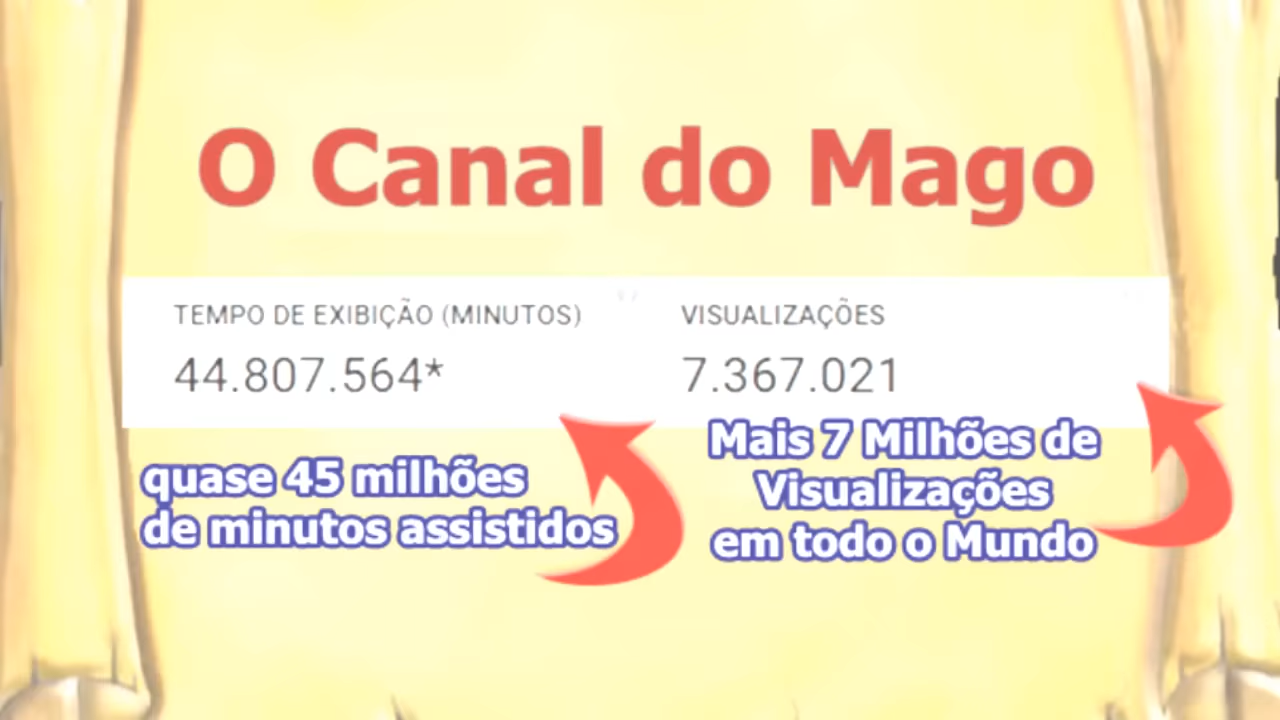 O Canal do Mago
TEMPO DE EXIBIÇÃO (MINUTOS)
44.807.564*
VISUALIZAÇÕES
7.367.021
quase 45 milhões
de minutos assistidos
Mais 7 Milhões de
Visualizações
em todo o Mundo